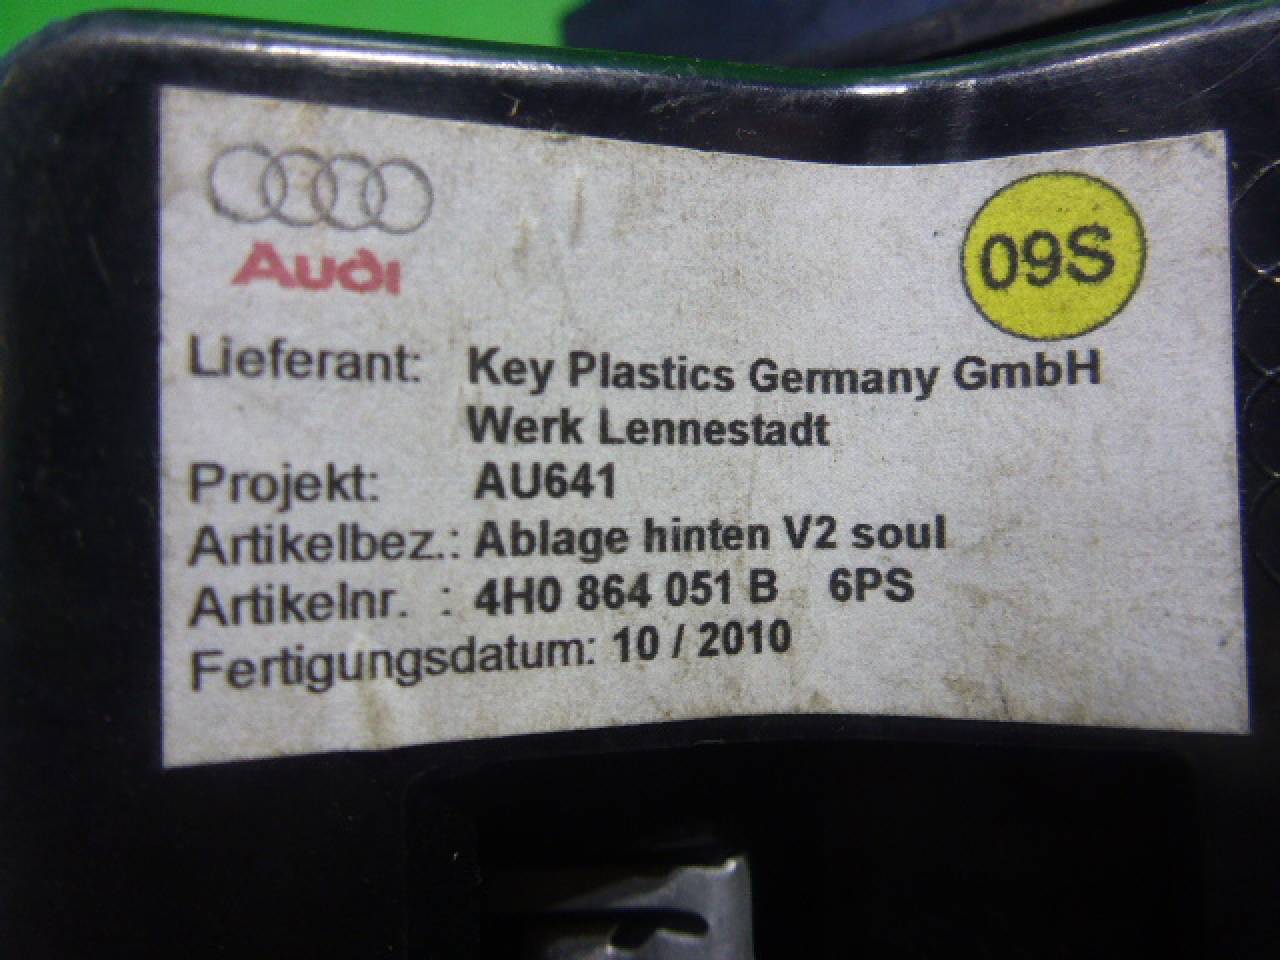 Audi
09S
Lieferant: Key Plastics Germany GmbH
Werk Lennestadt
Projekt: AU641
Artikelbez.: Ablage hinten V2 soul
Artikelnr. : 4H0 864 051 B 6PS
Fertigungsdatum: 10 / 2010